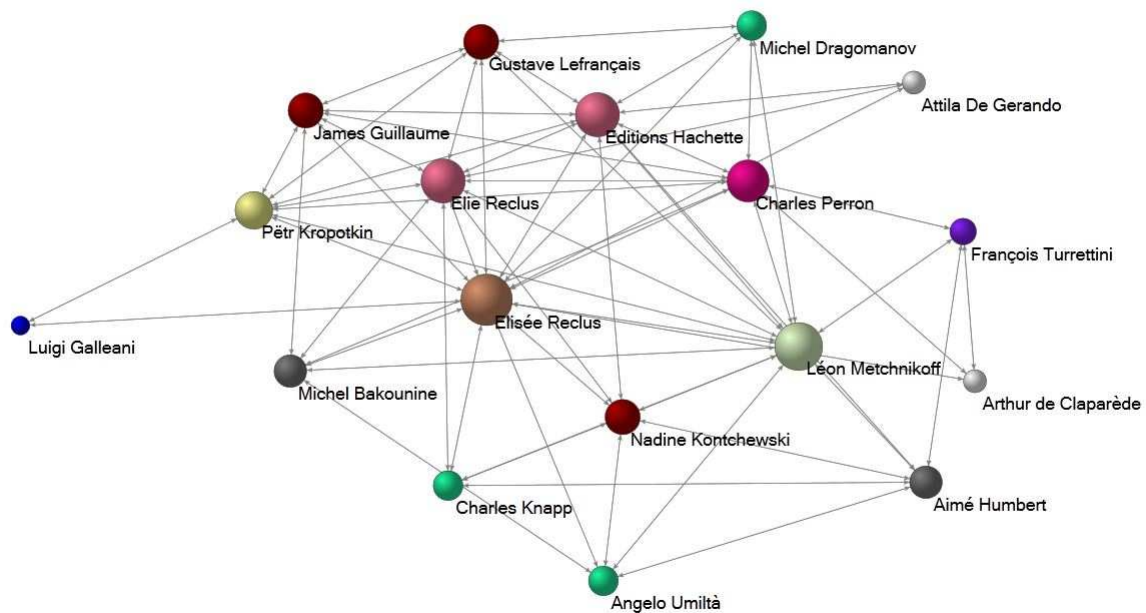 Michel Dragomanov
Gustave Lefrançais
Attila De Gerando
James Guillaume
Editions Hachette
Elie Reclus
Charles Perron
Pëtr Kropotkin
François Turrettini
Elisée Reclus
Luigi Galleani
Léon Metchnikoff
Michel Bakounine
Arthur de Claparède
Nadine Kontchewski
Charles Knapp
Aimé Humbert
Angelo Umiltà